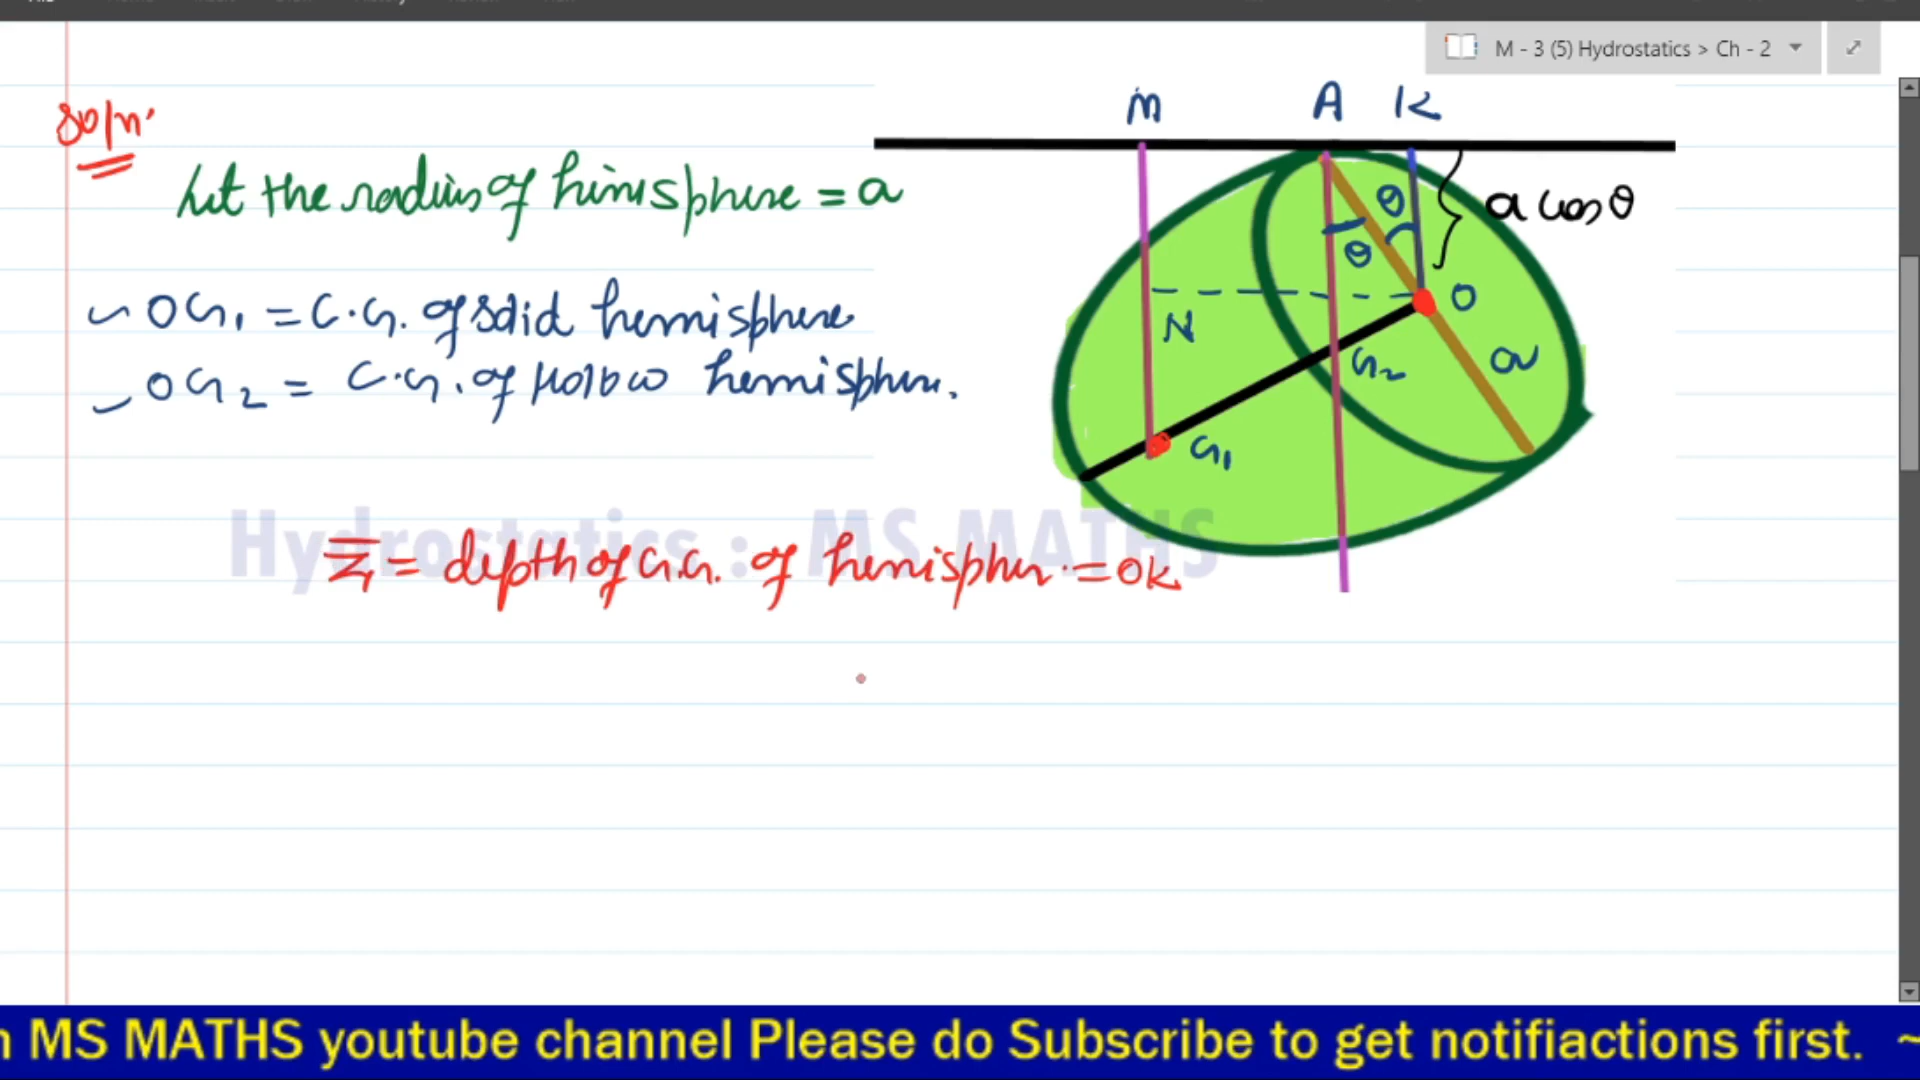 M - 3 (5) Hydrostatics > Ch - 2
Soln.
M A K
Let the radius of himisphere = a
θ
a cosθ
θ
OG1 = C.G. of solid hemisphere
O
N
G2
a
OG2 = C.G. of Hollow hemisphere.
G1
Hydrostatics : MS MATHS
Z1 = depth of C.G. of hemispher. = OK
MS MATHS youtube channel Please do Subscribe to get notifiactions first. ~